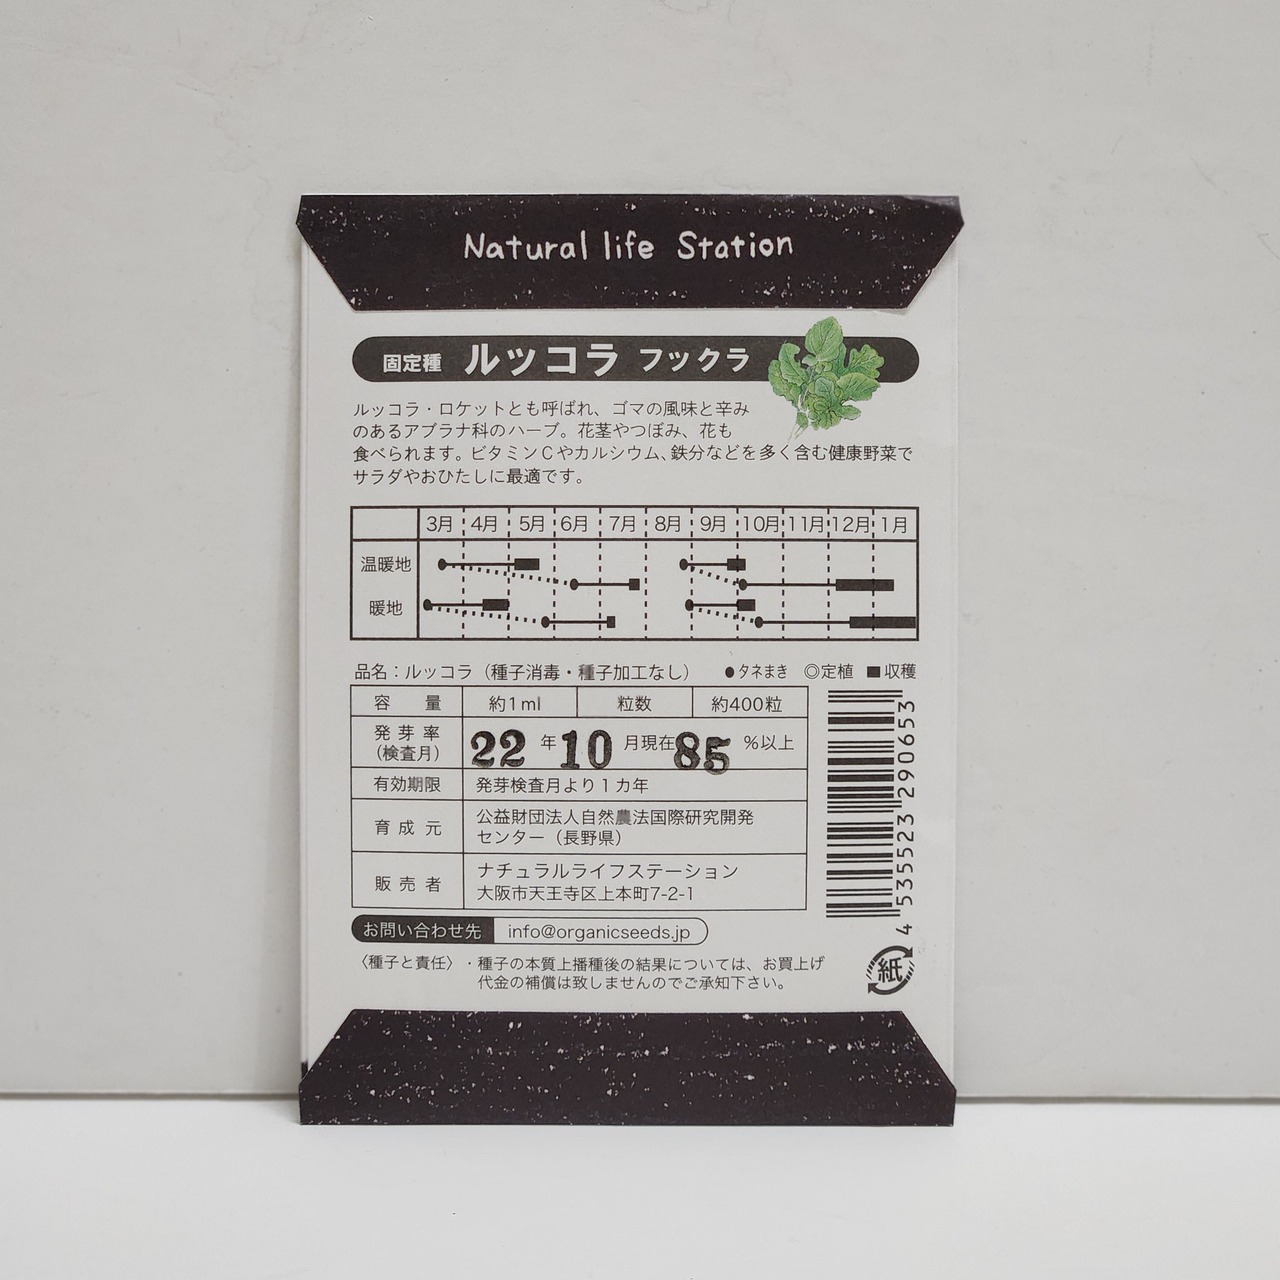 Natural life Station
固定種 ルッコラ フックラ
ルッコラ・ロケットとも呼ばれ、ゴマの風味と辛み
のあるアブラナ科のハーブ。花茎やつぼみ、花も
食べられます。ビタミンCやカルシウム、鉄分などを多く含む健康野菜で
サラダやおひたしに最適です。
3月 4月 5月 6月 7月 8月 9月 10月 11月 12月 1月
温暖地
暖地
品名：ルッコラ（種子消毒・種子加工なし） ●タネまき ◎定植 ■収穫
容量 約1ml 粒数 約400粒
発芽率
（検査月） 22年10月現在85%以上
有効期限 発芽検査月より1カ年
育成元 公益財団法人自然農法国際研究開発
センター（長野県）
販売者 ナチュラルライフステーション
大阪市天王寺区上本町7-2-1
4 535523 290653
お問い合わせ先 info@organicseeds.jp
〈種子と責任〉・種子の本質上播種後の結果については、お買上げ
代金の補償は致しませんのでご承知下さい。
紙